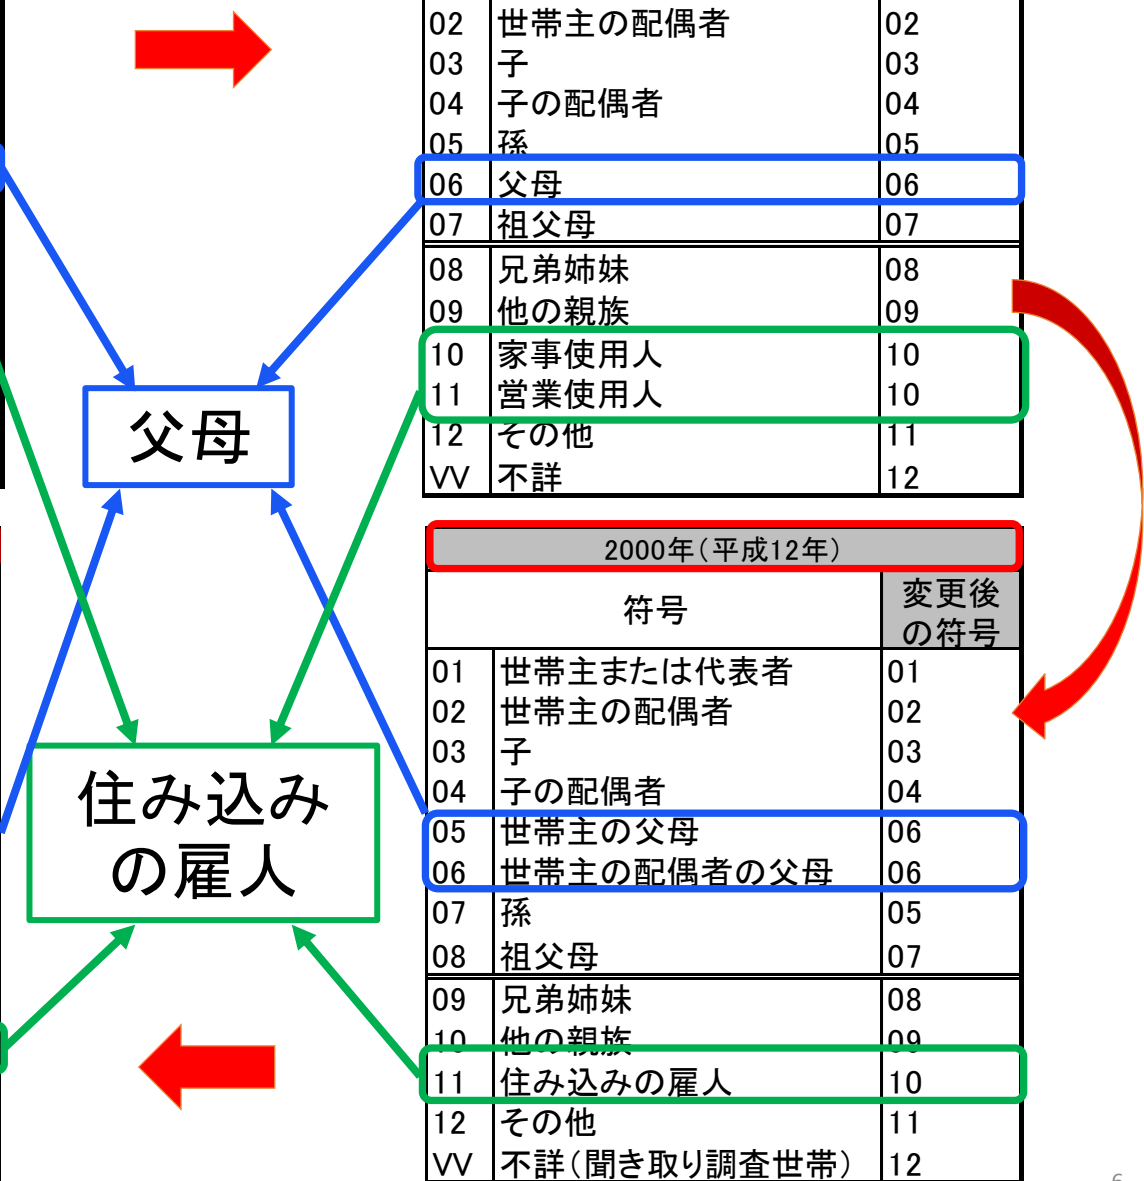 02 世帯主の配偶者 02
03 子 03
04 子の配偶者 04
05 孫 05
06 父母 06
07 祖父母 07
08 兄弟姉妹 08
09 他の親族 09
10 家事使用人 10
11 営業使用人 10
12 その他 11
VV 不詳 12
父母
住み込み
の雇人
2000年（平成12年）
符号 変更後
の符号
01 世帯主または代表者 01
02 世帯主の配偶者 02
03 子 03
04 子の配偶者 04
05 世帯主の父母 06
06 世帯主の配偶者の父母 06
07 孫 05
08 祖父母 07
09 兄弟姉妹 08
10 他の親族 09
11 住み込みの雇人 10
12 その他 11
VV 不詳（聞き取り調査世帯） 12